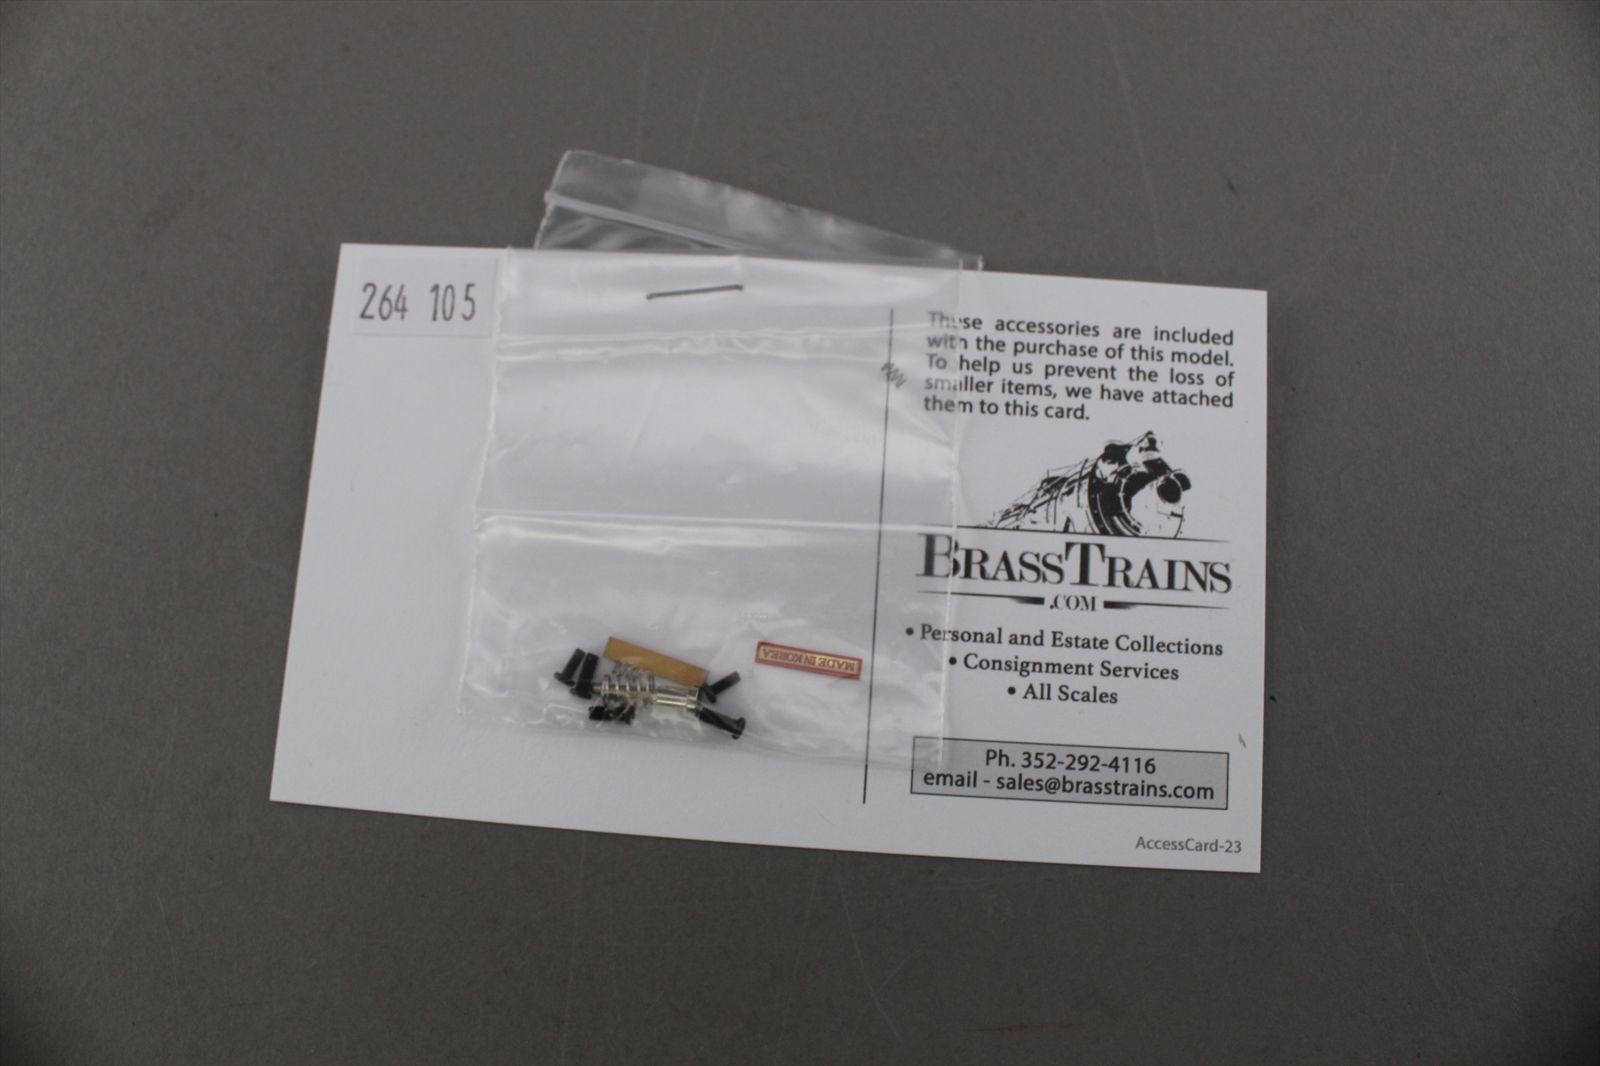 264 105
These accessories are included
with the purchase of this model.
To help us prevent the loss of
smaller items, we have attached
them to this card.
BRASSTRAINS
.COM
• Personal and Estate Collections
• Consignment Services
• All Scales
MADE IN KOREA
Ph. 352-292-4116
email - sales@brasstrains.com
AccessCard-23